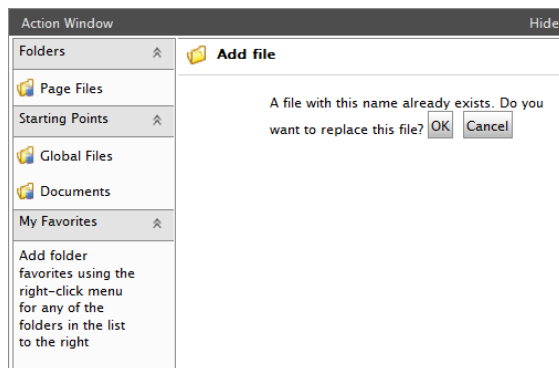 Action Window
Hide
Folders
Add file
Page Files
A file with this name already exists. Do you
want to replace this file? OK Cancel
Starting Points
Global Files
Documents
My Favorites
Add folder
favorites using the
right-click menu
for any of the
folders in the list
to the right